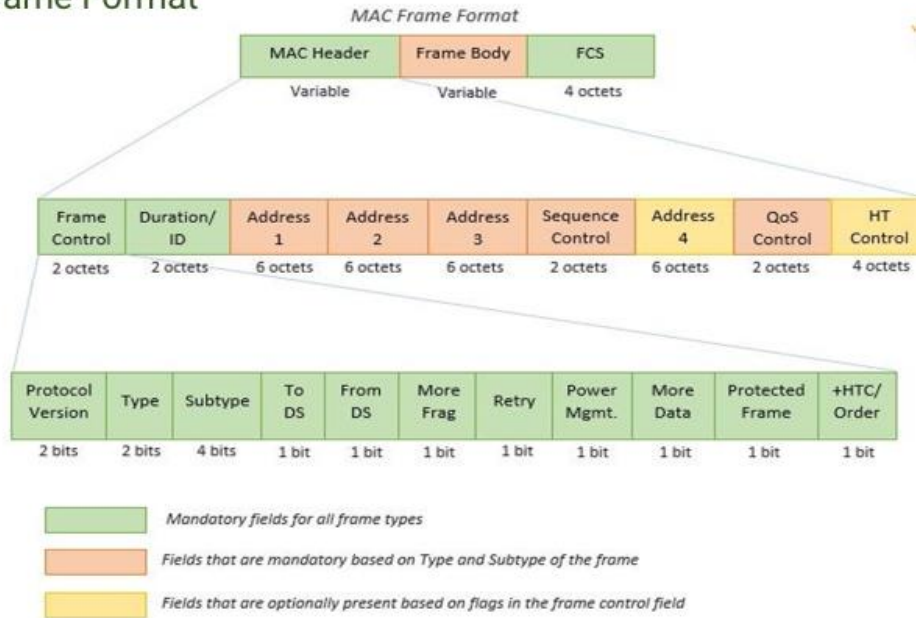 ame Format
MAC Frame Format
MAC Header Frame Body FCS
Variable Variable 4 octets
Frame Control Duration/ ID Address 1 Address 2 Address 3 Sequence Control Address 4 QoS Control HT Control
2 octets 2 octets 6 octets 6 octets 6 octets 2 octets 6 octets 2 octets 4 octets
Protocol Version Type Subtype To DS From DS More Frag Retry Power Mgmt. More Data Protected Frame +HTC/ Order
2 bits 2 bits 4 bits 1 bit 1 bit 1 bit 1 bit 1 bit 1 bit 1 bit 1 bit
Mandatory fields for all frame types
Fields that are mandatory based on Type and Subtype of the frame
Fields that are optionally present based on flags in the frame control field